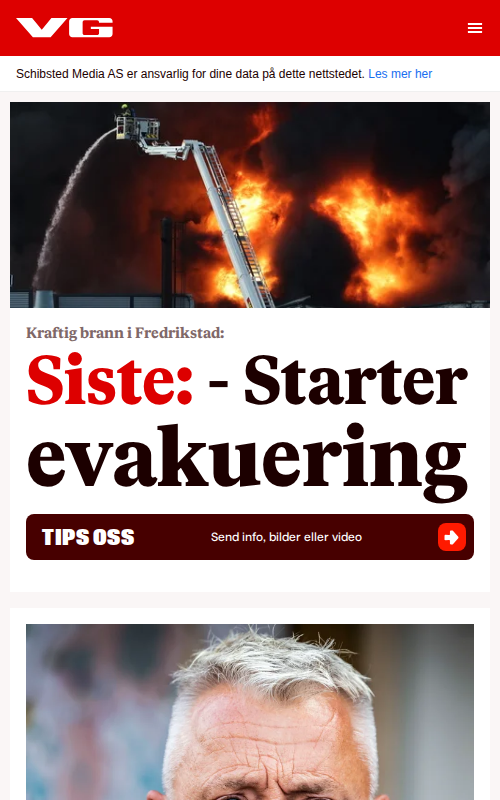 VG
Schibsted Media AS er ansvarlig for dine data på dette nettstedet. Les mer her
Kraftig brann i Fredrikstad:
Siste: - Starter
evakuering
TIPS OSS
Send info, bilder eller video